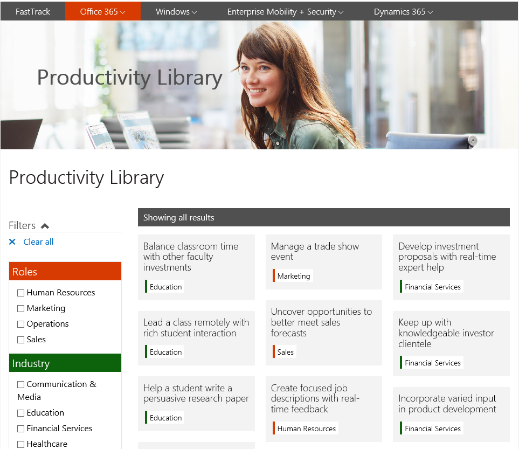 FastTrack
Office 365
Windows
Enterprise Mobility + Security
Dynamics 365
Productivity Library
Productivity Library
Filters
Clear all
Roles
Human Resources
Marketing
Operations
Sales
Industry
Communication &
Media
Education
Financial Services
Healthcare
Showing all results
Balance classroom time
with other faculty
investments
Education
Lead a class remotely with
rich student interaction
Education
Help a student write a
persuasive research paper
Education
Manage a trade show
event
Marketing
Uncover opportunities to
better meet sales
forecasts
Sales
Create focused job
descriptions with real-
time feedback
Human Resources
Develop investment
proposals with real-time
expert help
Financial Services
Keep up with
knowledgeable investor
clientele
Financial Services
Incorporate varied input
in product development
Financial Services